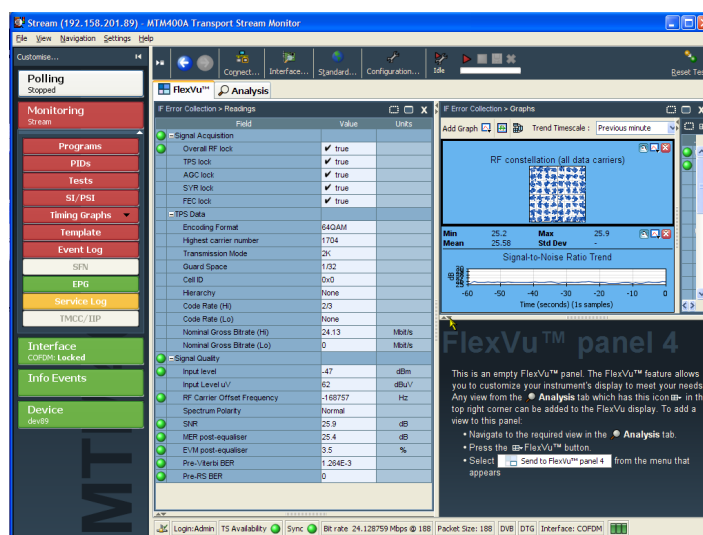 Stream (192.158.201.89) - MTM400A Transport Stream Monitor
File View Navigation Settings Help
Customise...
Connect... Interface... Standard... Configuration... Idle Reset Tes
Polling
Stopped
Monitoring
Stream
Programs
PIDs
Tests
SI/PSI
Timing Graphs
Template
Event Log
SFN
EPG
Service Log
TMCC/IIP
Interface
COFDM: Locked
Info Events
Device
dev89
FlexVu™ Analysis
IF Error Collection > Readings
Field Value Units
Signal Acquisition
Overall RF lock true
TPS lock true
AGC lock true
SYR lock true
FEC lock true
TPS Data
Encoding Format 64QAM
Highest carrier number 1704
Transmission Mode 2K
Guard Space 1/32
Cell ID 0x0
Hierarchy None
Code Rate (Hi) 2/3
Code Rate (Lo) None
Nominal Gross Bitrate (Hi) 24.13 Mbit/s
Nominal Gross Bitrate (Lo) 0 Mbit/s
Signal Quality
Input level -47 dBm
Input Level uV 62 dBuV
RF Carrier Offset Frequency -168757 Hz
Spectrum Polarity Normal
SNR 25.9 dB
MER post-equaliser 25.4 dB
EVM post-equaliser 3.5 %
Pre-Viterbi BER 1.264E-3
Pre-RS BER 0
IF Error Collection > Graphs
Add Graph Trend Timescale : Previous minute
RF constellation (all data carriers)
Min 25.2 Max 25.9
Mean 25.58 Std Dev -
Signal-to-Noise Ratio Trend
dB
-60 -50 -40 -30 -20 -10 0
Time (seconds) (1s samples)
FlexVu™ panel 4
This is an empty FlexVu™ panel. The FlexVu™ feature allows
you to customize your instrument's display to meet your needs
Any view from the Analysis tab which has this icon in the
top right corner can be added to the FlexVu display. To add a
view to this panel:
• Navigate to the required view in the Analysis tab.
• Press the FlexVu™ button.
• Select Send to FlexVu™ panel 4 from the menu that
appears
MTM
Login:Admin TS Availability Sync Bit rate 24.128759 Mbps @ 188 Packet Size: 188 DVB DTG Interface: COFDM